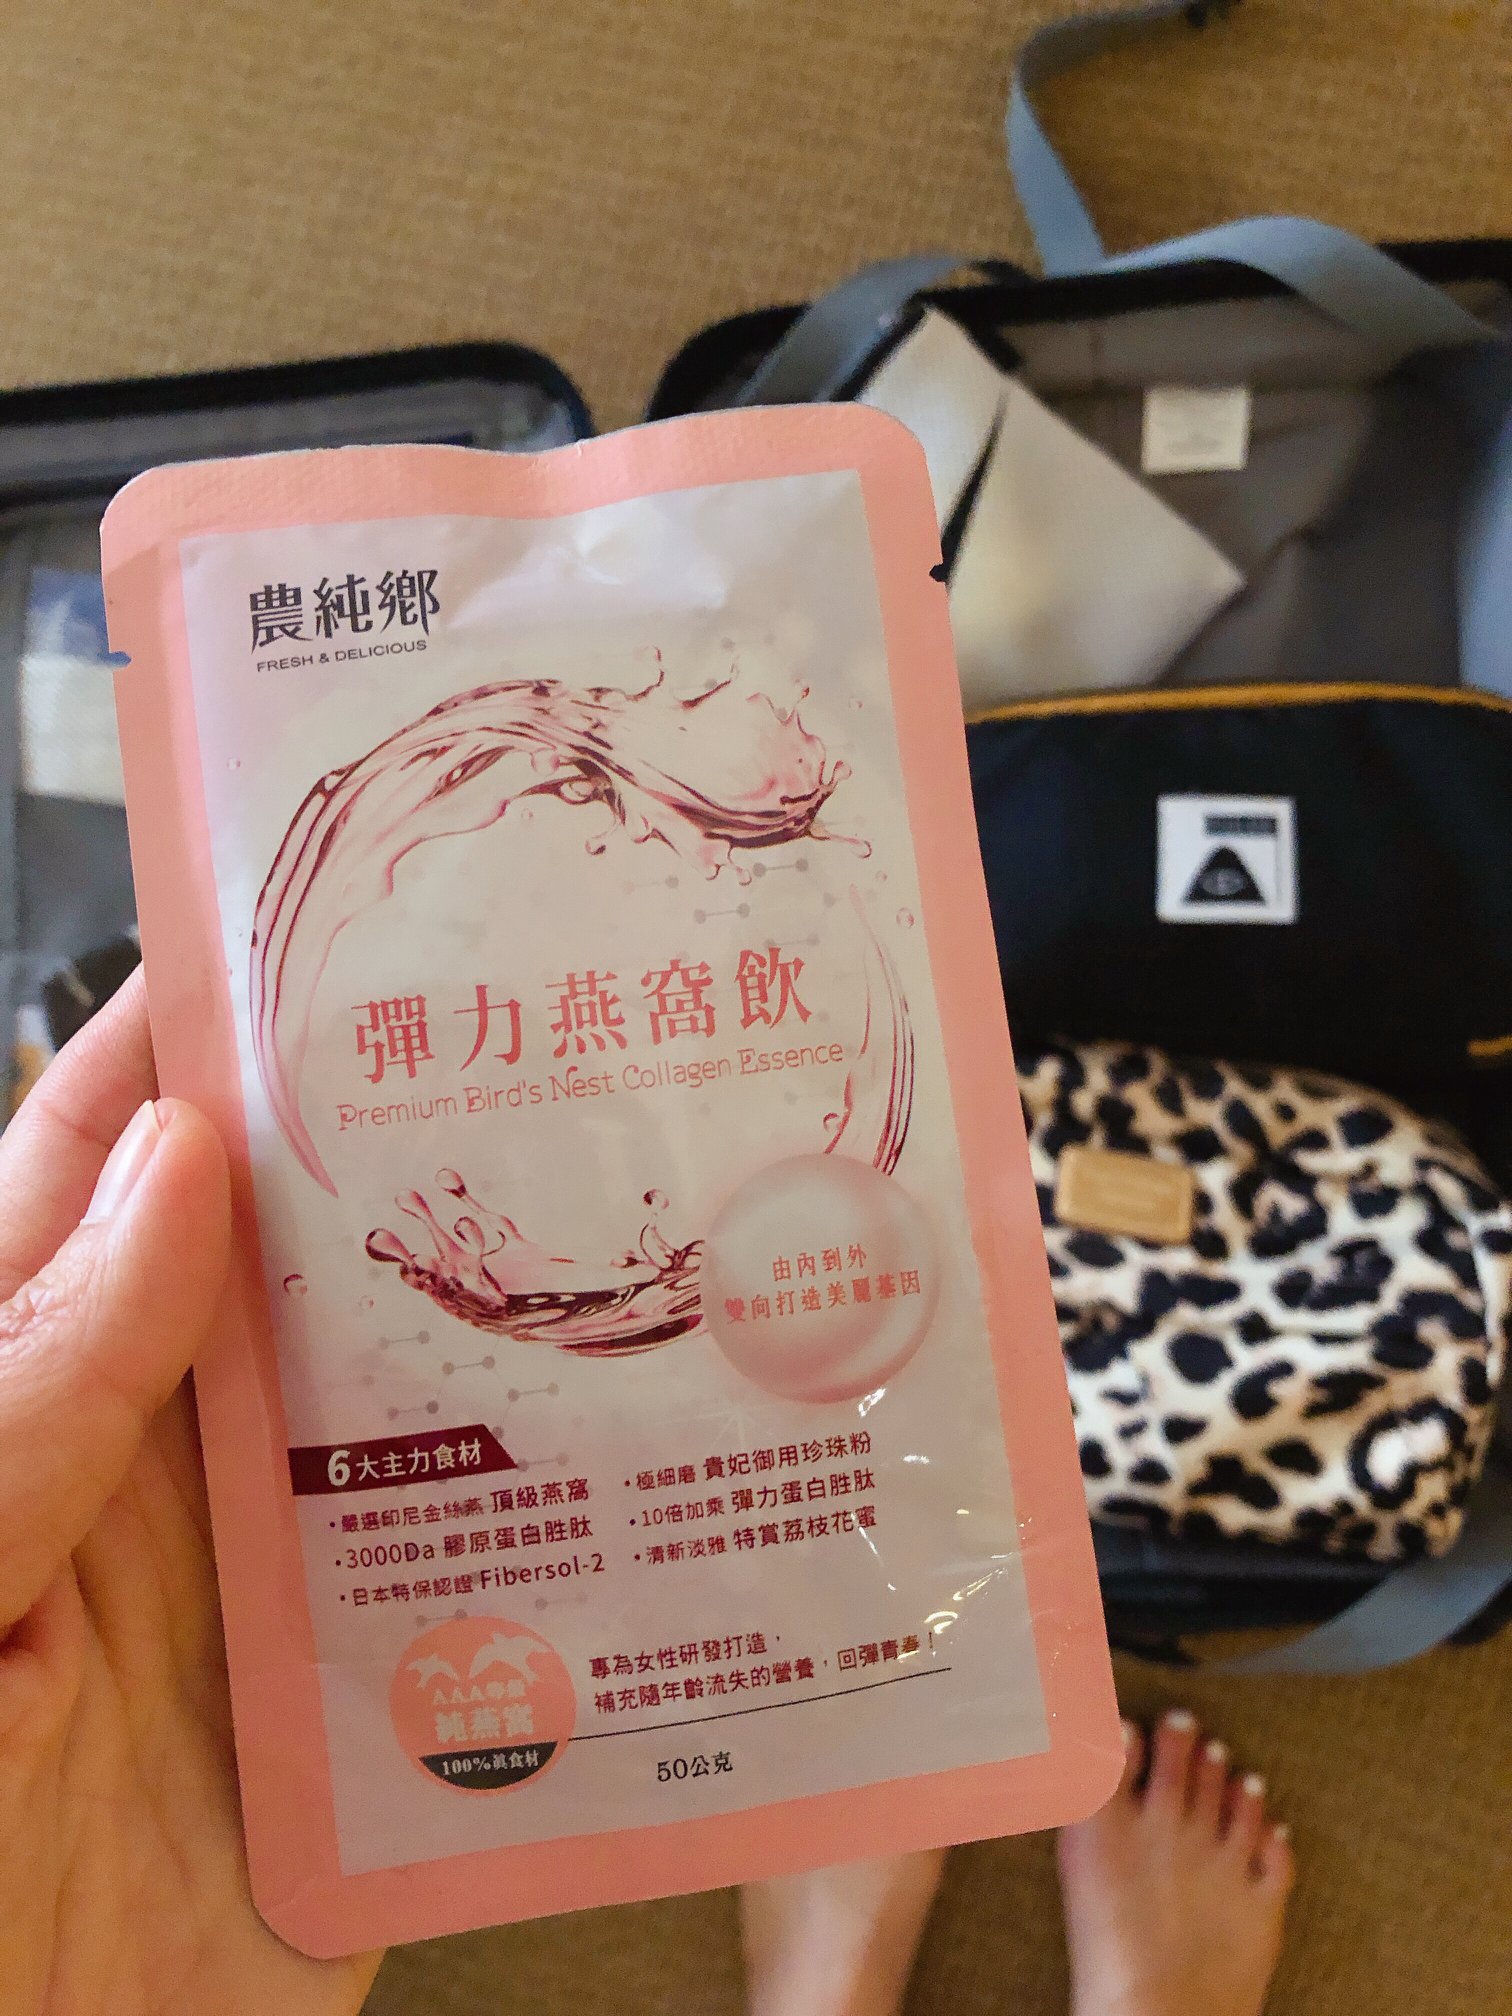 農純鄉
FRESH & DELICIOUS
彈力燕窩飲
Premium Bird's Nest Collagen Essence
由內到外
雙向打造美麗基因
6大主力食材
・嚴選印尼金絲燕 頂級燕窩
・3000Da 膠原蛋白胜肽
・日本特保認證 Fibersol-2
・極細磨 貴妃御用珍珠粉
・10倍加乘 彈力蛋白胜肽
・清新淡雅 特賞荔枝花蜜
純燕窩
100%真食材
專為女性研發打造，
補充隨年齡流失的營養，回彈青春！
50公克